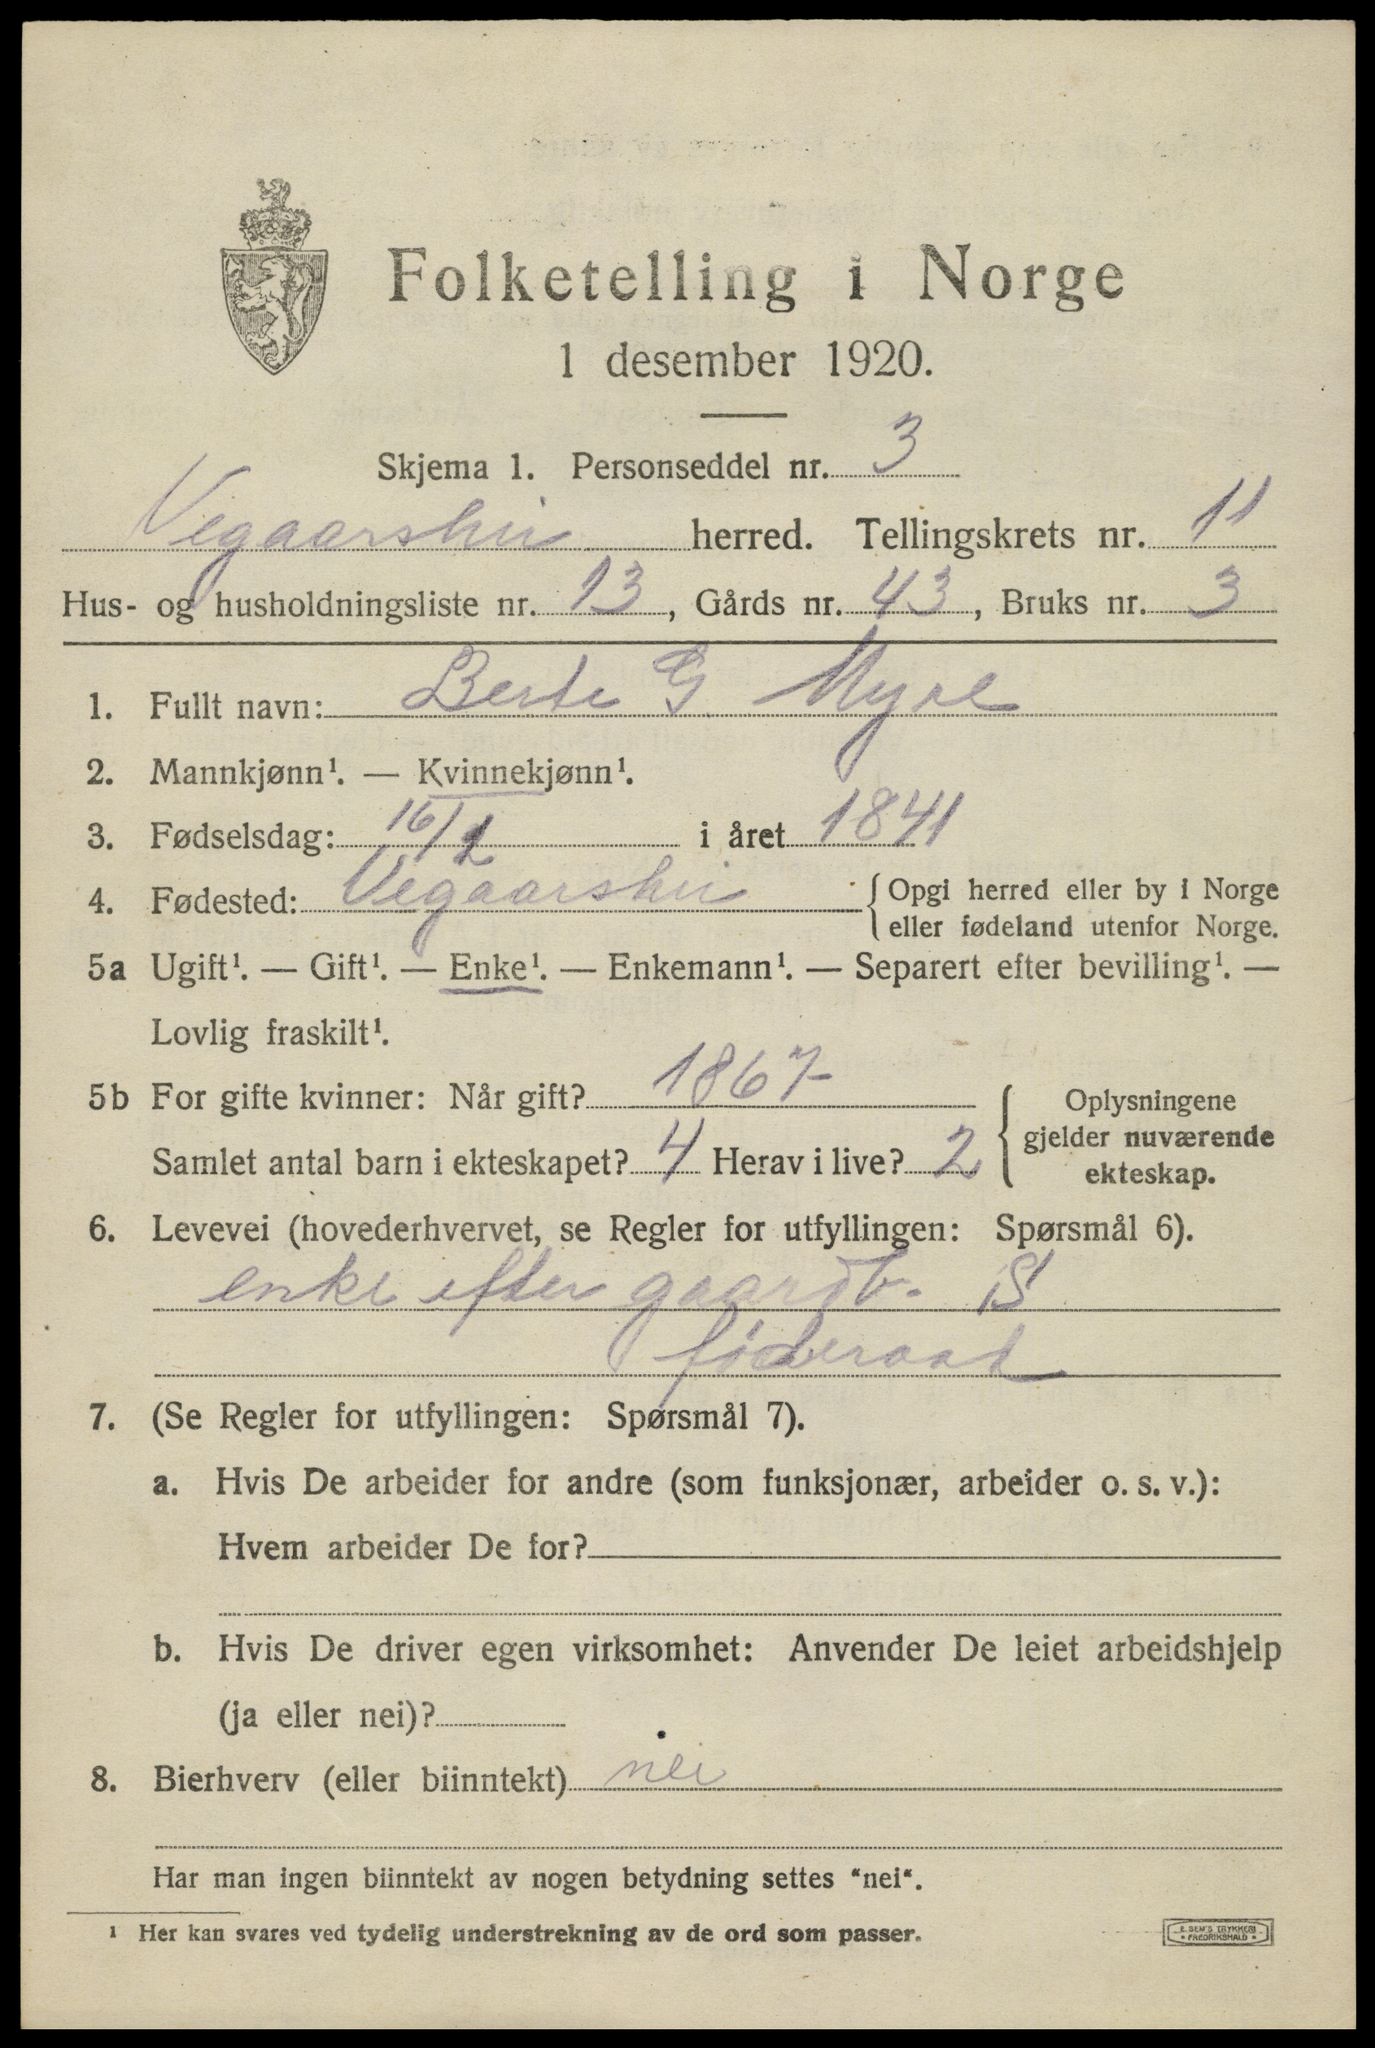 Folketelling i Norge
1 desember 1920.
Skjema 1. Personseddel nr. 3
Vegaarshei herred. Tellingskrets nr. 11
Hus- og husholdningsliste nr. 13, Gårds nr. 43, Bruks nr. 3
1. Fullt navn: Berte G Myre
2. Mannkjønn¹. — Kvinnekjønn¹.
3. Fødselsdag: 16/2 i året 1841
4. Fødested: Vegaarshei {Opgi herred eller by i Norge
eller fødeland utenfor Norge.
5a Ugift¹. — Gift¹. — Enke¹. — Enkemann¹. — Separert efter bevilling¹. —
Lovlig fraskilt¹.
5b For gifte kvinner: Når gift? 1867
Samlet antal barn i ekteskapet? 4 Herav i live? 2
Oplysningene
gjelder nuværende
ekteskap.
6. Levevei (hovederhvervet, se Regler for utfyllingen: Spørsmål 6).
enke efter gaardb. S
føderaad
7. (Se Regler for utfyllingen: Spørsmål 7).
a. Hvis De arbeider for andre (som funksjonær, arbeider o. s. v.):
Hvem arbeider De for?
b. Hvis De driver egen virksomhet: Anvender De leiet arbeidshjelp
(ja eller nei)?
8. Bierhverv (eller biinntekt) nei
Har man ingen biinntekt av nogen betydning settes "nei".
¹ Her kan svares ved tydelig understrekning av de ord som passer.
E. SEM'S TRYKKERI
* FREDRIKSHALD *